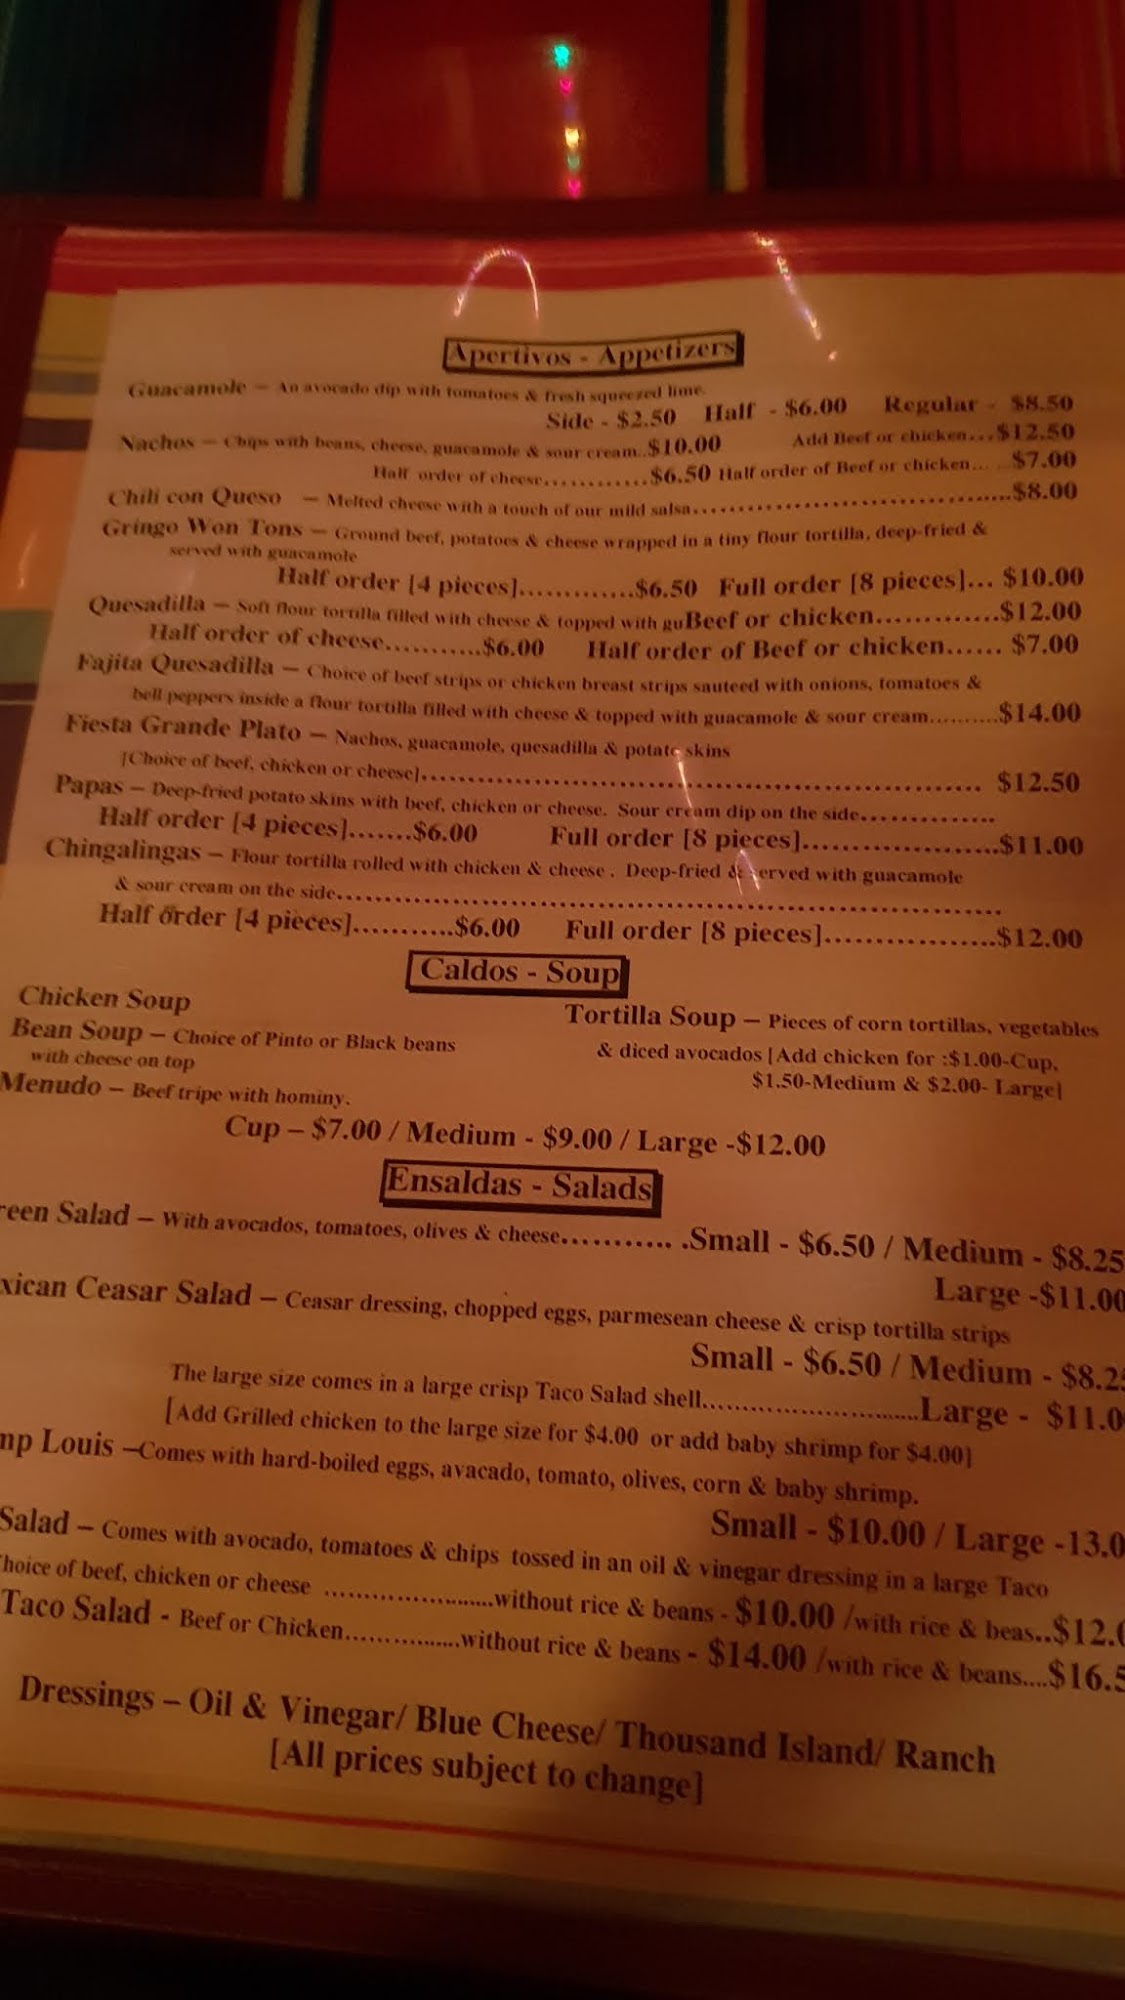 Apertivos - Appetizers
Guacamole – An avocado dip with tomatoes & fresh squeezed lime.
Side - $2.50 Half - $6.00 Regular - $8.50
Nachos – Chips with beans, cheese, guacamole & sour cream..$10.00 Add Beef or chicken...$12.50
Half order of cheese............$6.50 Half order of Beef or chicken... ...$7.00
Chili con Queso – Melted cheese with a touch of our mild salsa.......................................$8.00
Gringo Won Tons – Ground beef, potatoes & cheese wrapped in a tiny flour tortilla, deep-fried &
served with guacamole
Half order [4 pieces].............$6.50 Full order [8 pieces]... $10.00
Quesadilla – Soft flour tortilla filled with cheese & topped with guBeef or chicken.............$12.00
Half order of cheese...........$6.00 Half order of Beef or chicken...... $7.00
Fajita Quesadilla – Choice of beef strips or chicken breast strips sauteed with onions, tomatoes &
bell peppers inside a flour tortilla filled with cheese & topped with guacamole & sour cream..........$14.00
Fiesta Grande Plato – Nachos, guacamole, quesadilla & potato skins
[Choice of beef, chicken or cheese]................................................................ $12.50
Papas – Deep-fried potato skins with beef, chicken or cheese. Sour cream dip on the side...............
Half order [4 pieces].......$6.00 Full order [8 pieces]....................$11.00
Chingalingas – Flour tortilla rolled with chicken & cheese . Deep-fried & served with guacamole
& sour cream on the side...........................................................................
Half order [4 pieces]...........$6.00 Full order [8 pieces]..................$12.00
Caldos - Soup
Chicken Soup
Bean Soup – Choice of Pinto or Black beans
with cheese on top
Menudo – Beef tripe with hominy.
Tortilla Soup – Pieces of corn tortillas, vegetables
& diced avocados [Add chicken for :$1.00-Cup,
$1.50-Medium & $2.00- Large]
Cup – $7.00 / Medium - $9.00 / Large -$12.00
Ensaldas - Salads
reen Salad – With avocados, tomatoes, olives & cheese........... .Small - $6.50 / Medium - $8.25
Large -$11.00
xican Ceasar Salad – Ceasar dressing, chopped eggs, parmesean cheese & crisp tortilla strips
Small - $6.50 / Medium - $8.25
The large size comes in a large crisp Taco Salad shell..............................Large - $11.0
[Add Grilled chicken to the large size for $4.00 or add baby shrimp for $4.00]
mp Louis –Comes with hard-boiled eggs, avacado, tomato, olives, corn & baby shrimp.
Small - $10.00 / Large -13.0
Salad – Comes with avocado, tomatoes & chips tossed in an oil & vinegar dressing in a large Taco
hoice of beef, chicken or cheese ........................without rice & beans - $10.00 /with rice & beas..$12.0
Taco Salad - Beef or Chicken................without rice & beans - $14.00 /with rice & beans....$16.5
Dressings – Oil & Vinegar/ Blue Cheese/ Thousand Island/ Ranch
[All prices subject to change]